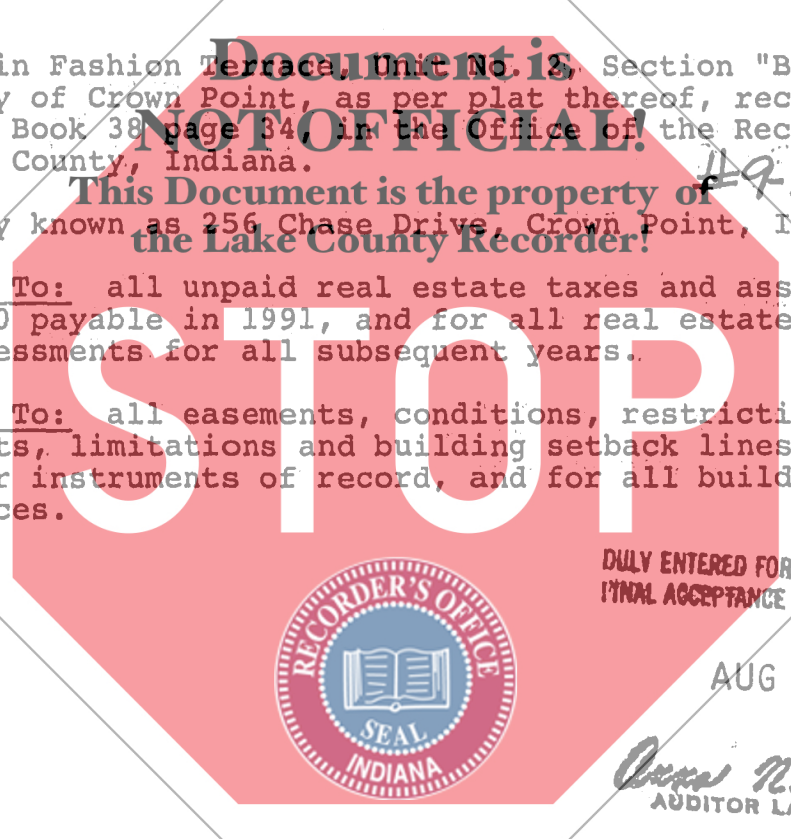 Document is
in Fashion Terrace, Unit No. 2, Section "B
NOT OFFICIAL!
y of Crown Point, as per plat thereof, rec
Book 38 page 34, in the Office of the Rec
County, Indiana.
This Document is the property of
the Lake County Recorder!
y known as 256 Chase Drive, Crown Point, I
To: all unpaid real estate taxes and ass
0 payable in 1991, and for all real estate
essments for all subsequent years.
STOP
To: all easements, conditions, restricti
ts, limitations and building setback lines
r instruments of record, and for all build
ces.
DULY ENTERED FOR
FINAL ACCEPTANCE
RECORDER'S OFFICE
SEAL
INDIANA
AUG
AUDITOR LA